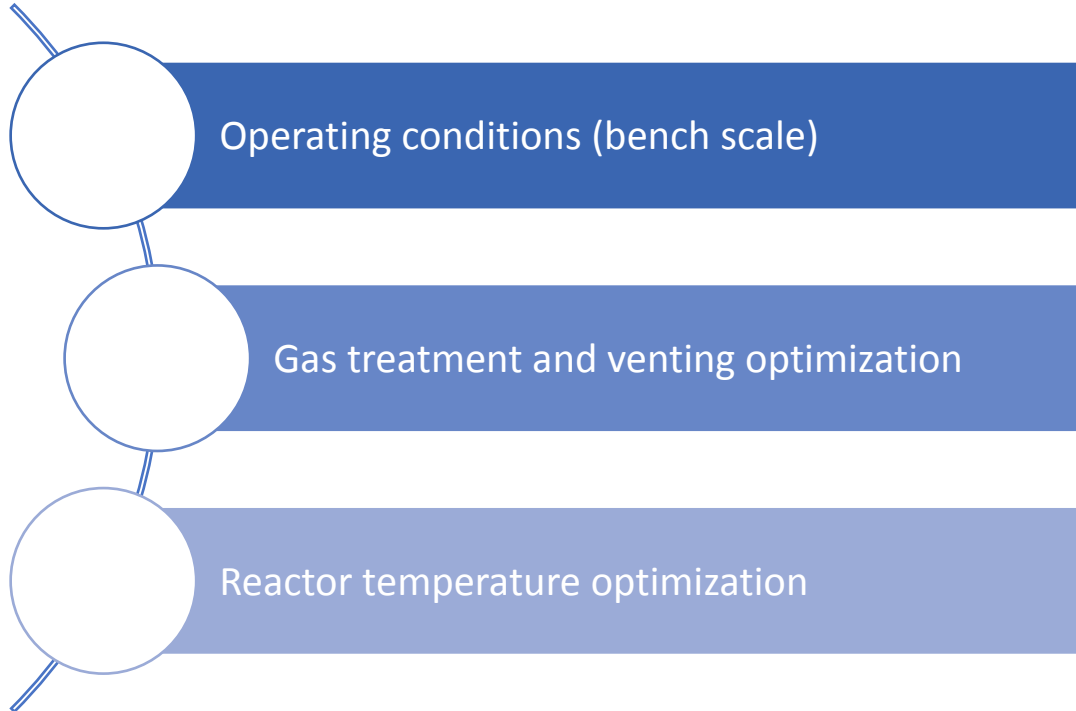 Operating conditions (bench scale)
Gas treatment and venting optimization
Reactor temperature optimization